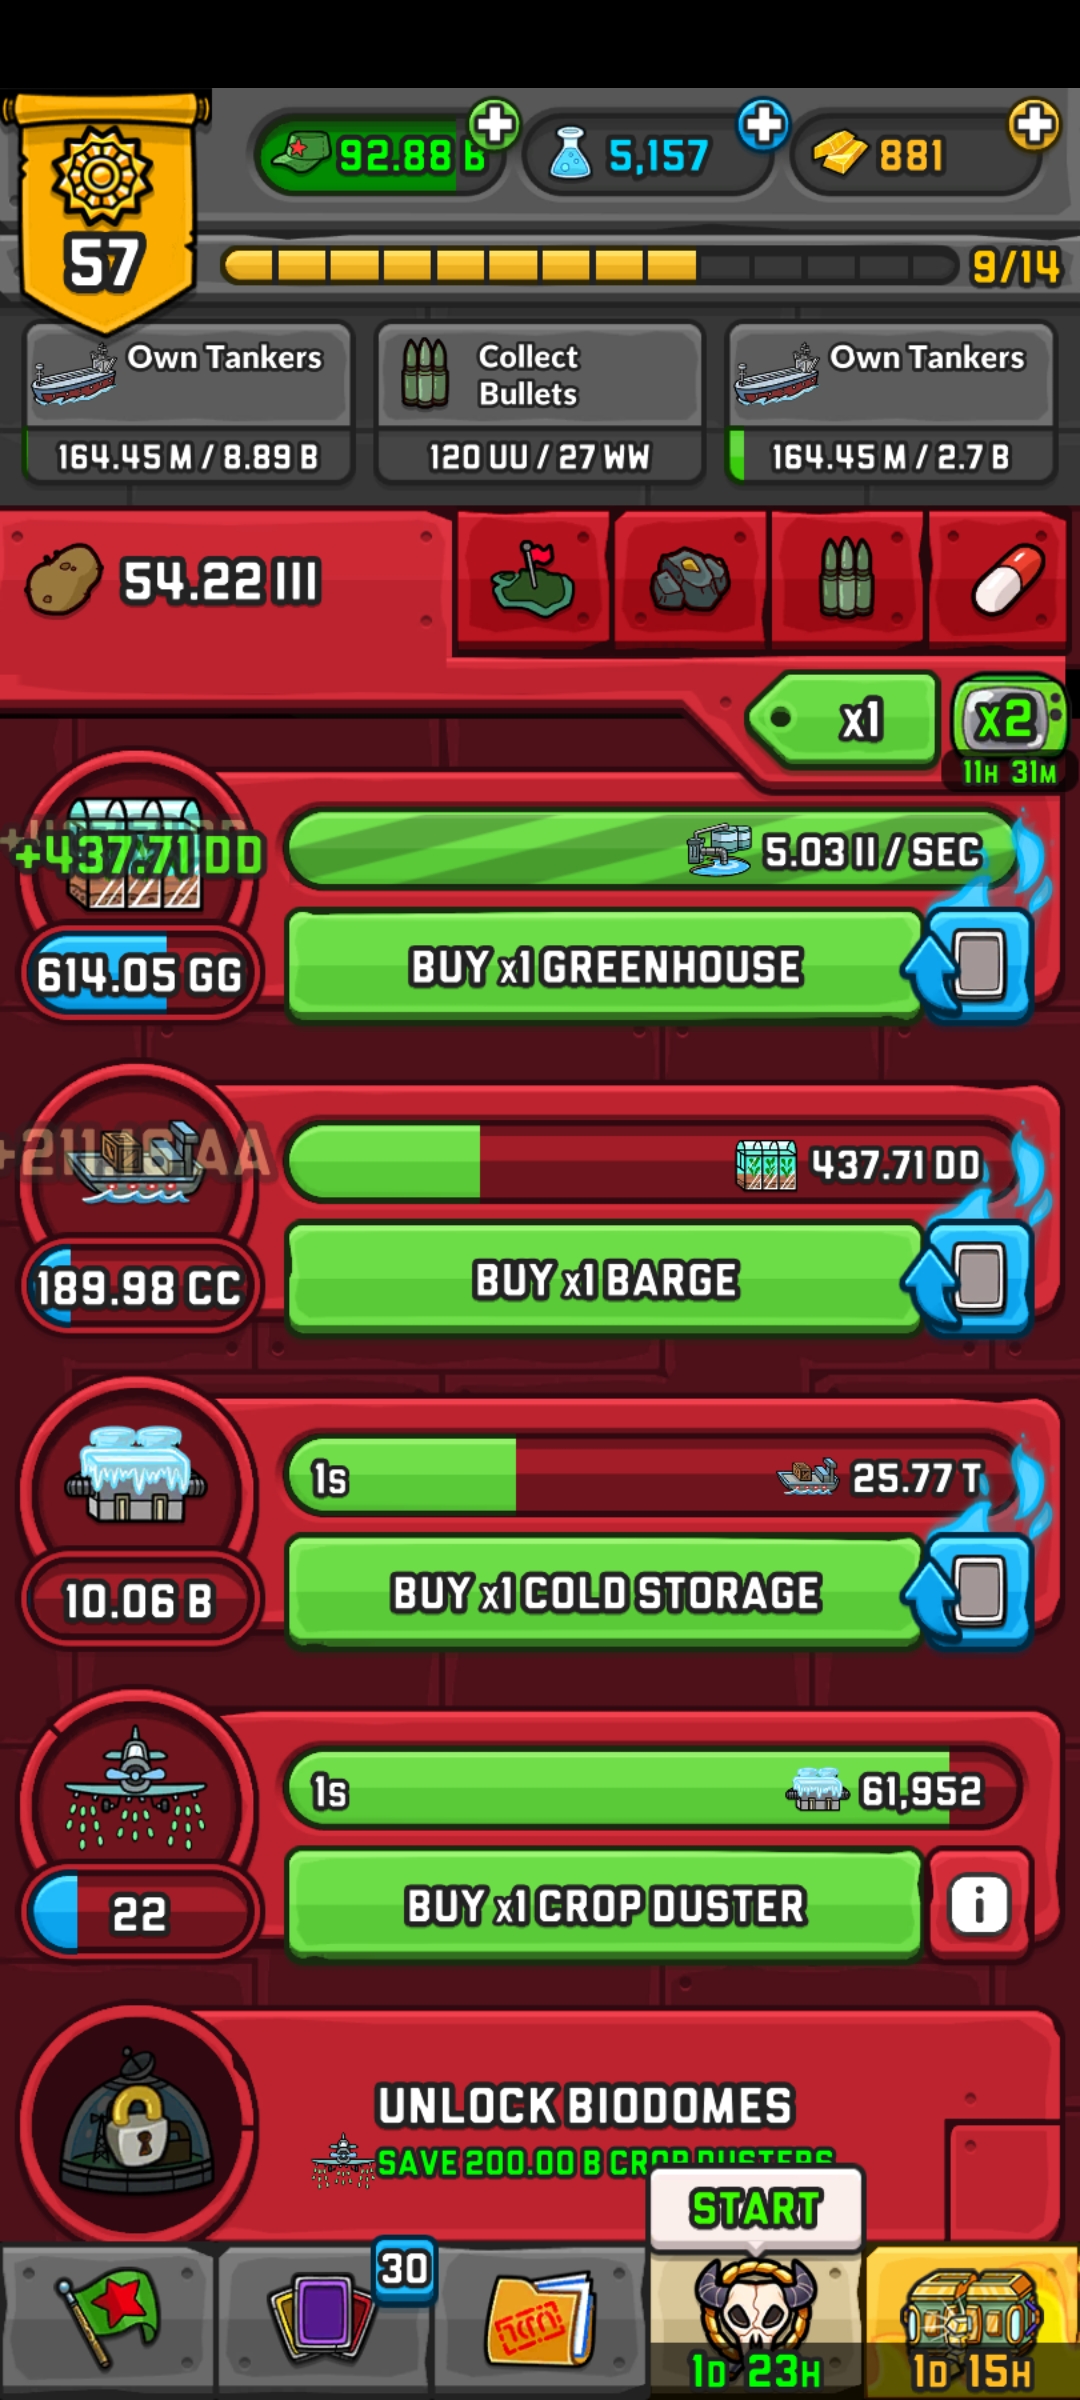 92.88 B
5,157
881
57
9/14
Own Tankers
164.45 M / 8.89 B
Collect
Bullets
120 UU / 27 WW
Own Tankers
164.45 M / 2.7 B
54.22 III
x1
x2
11H 31M
+437.71 DD
5.03 II / SEC
614.05 GG
BUY x1 GREENHOUSE
+211.16 AA
437.71 DD
189.98 CC
BUY x1 BARGE
1s
25.77 T
10.06 B
BUY x1 COLD STORAGE
1s
61,952
22
BUY x1 CROP DUSTER
i
UNLOCK BIODOMES
SAVE 200.00 B CROP DUSTERS
START
30
1D 23H
1D 15H